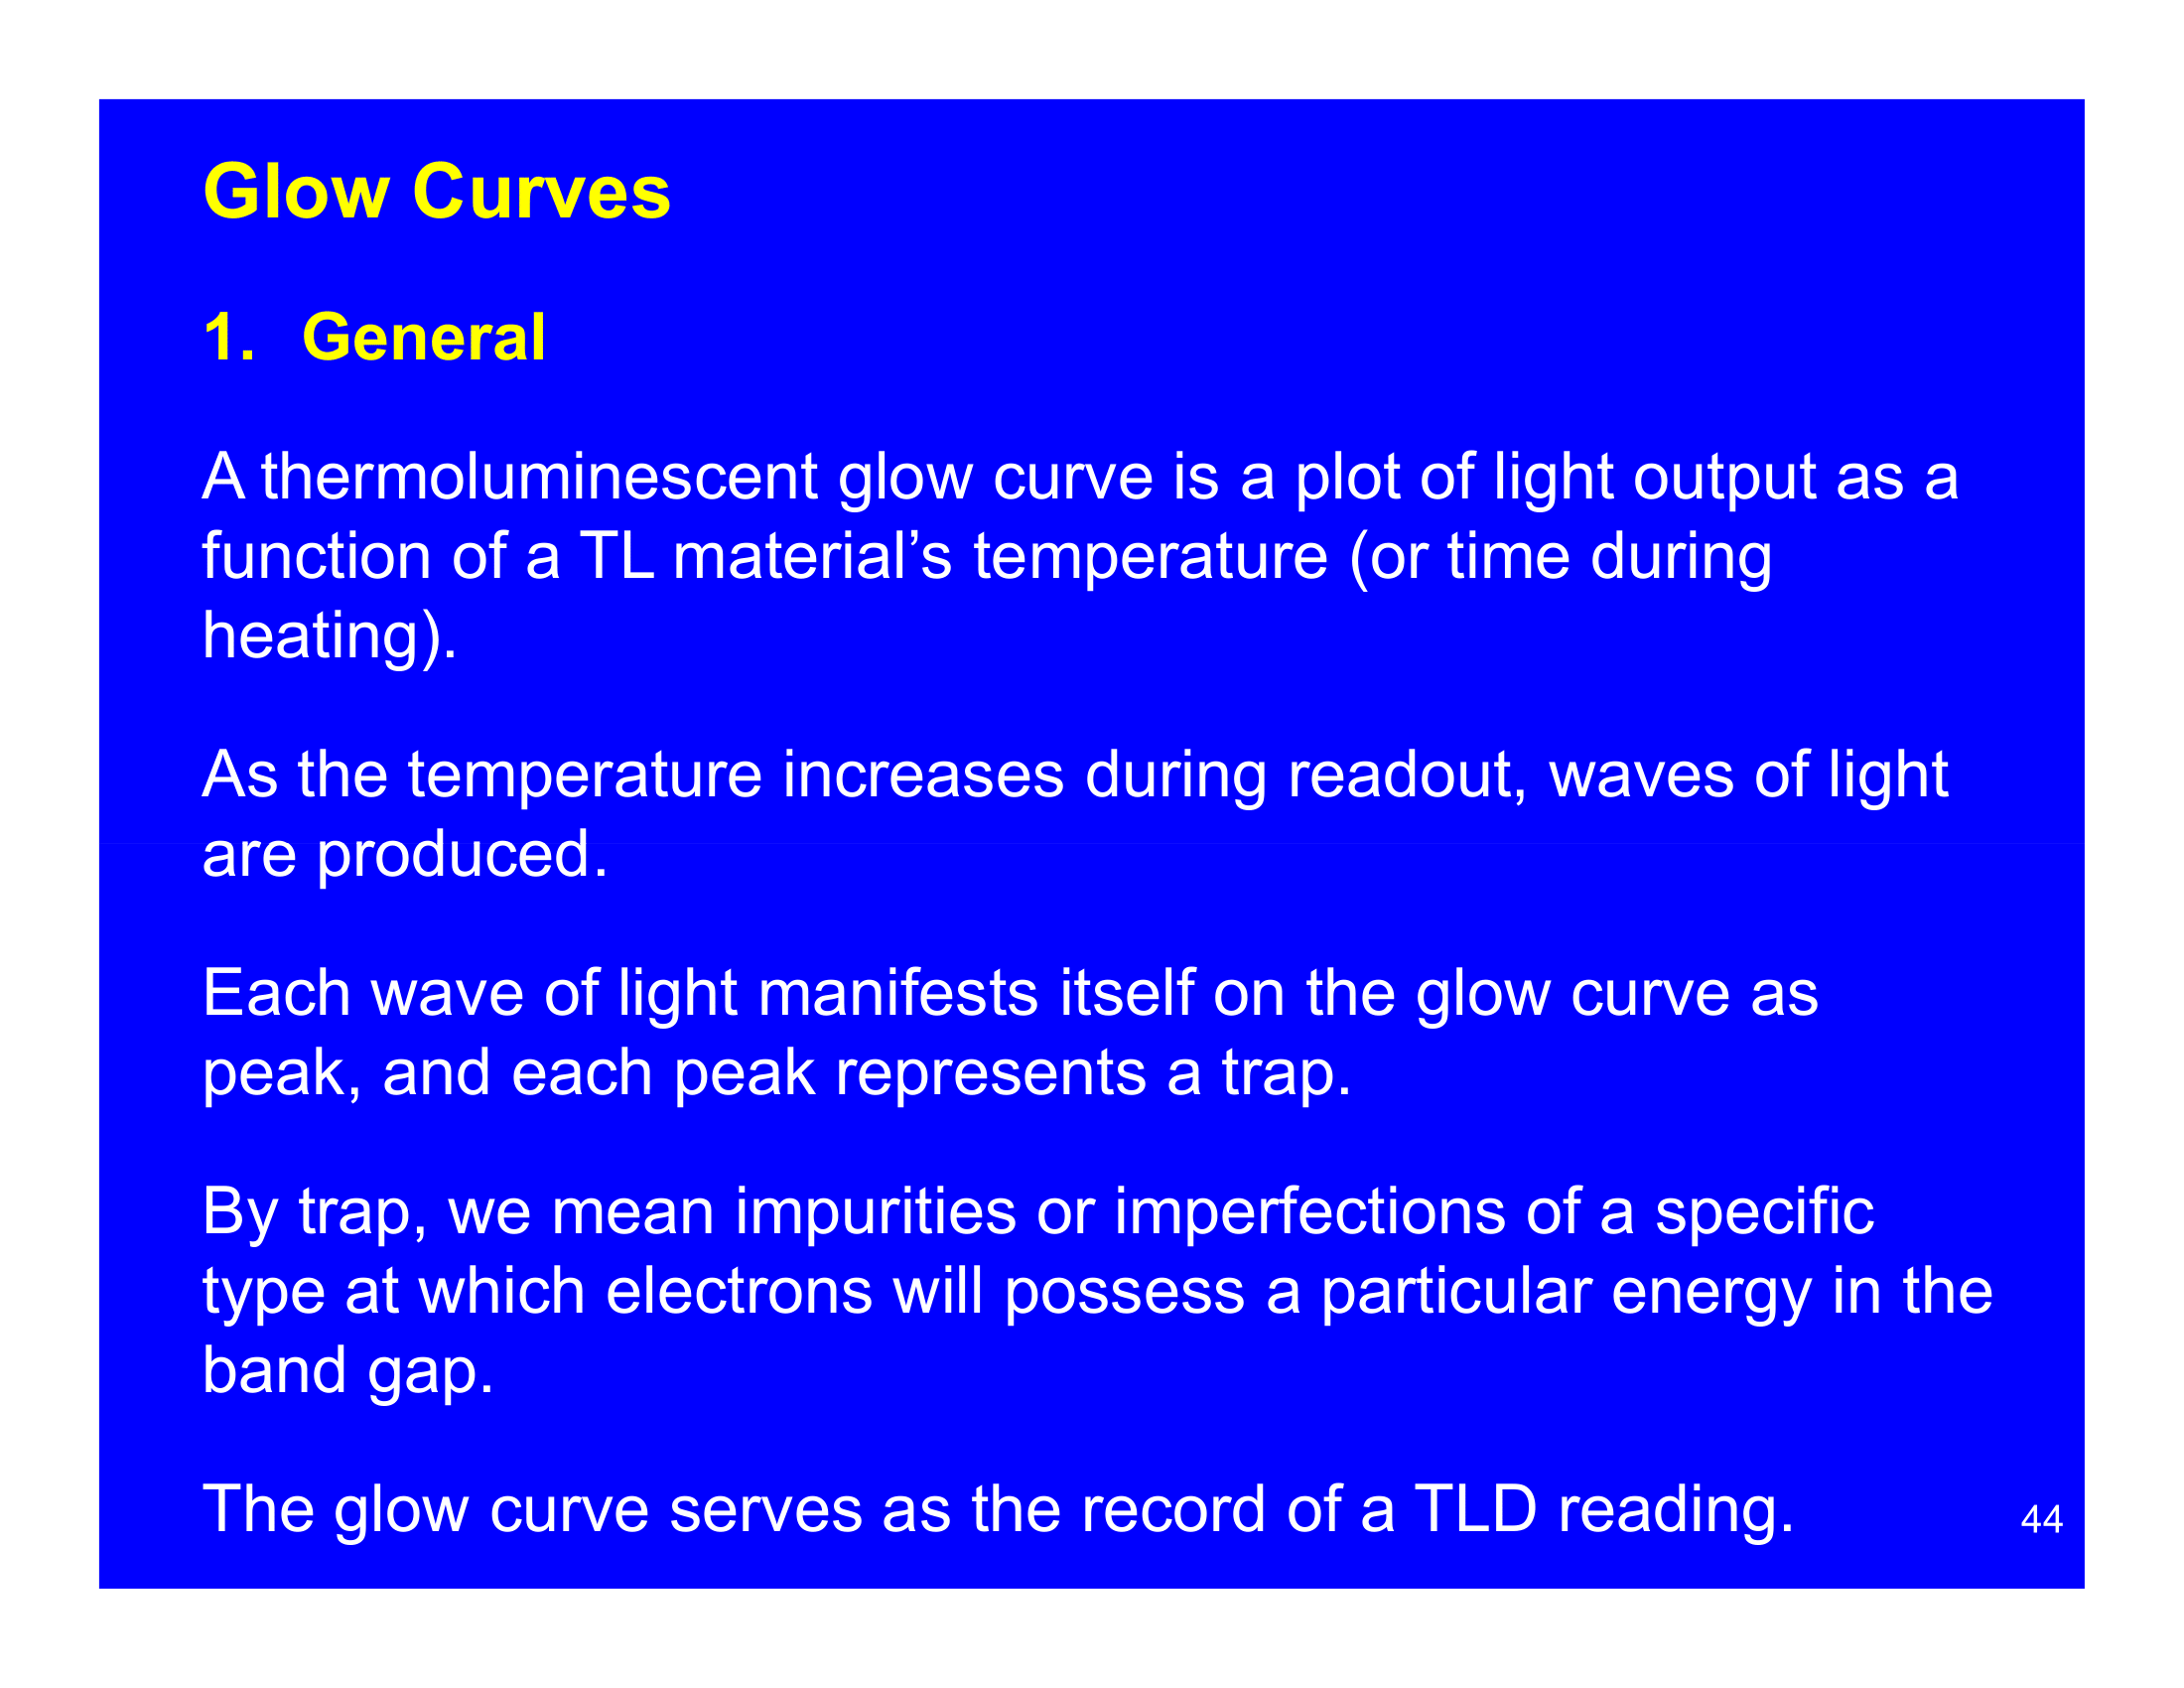 Glow Curves
1. General
A thermoluminescent glow curve is a plot of light output as a
function of a TL material’s temperature (or time during
heating).
As the temperature increases during readout, waves of light
are produced.
Each wave of light manifests itself on the glow curve as
peak, and each peak represents a trap.
By trap, we mean impurities or imperfections of a specific
type at which electrons will possess a particular energy in the
band gap.
The glow curve serves as the record of a TLD reading.
44